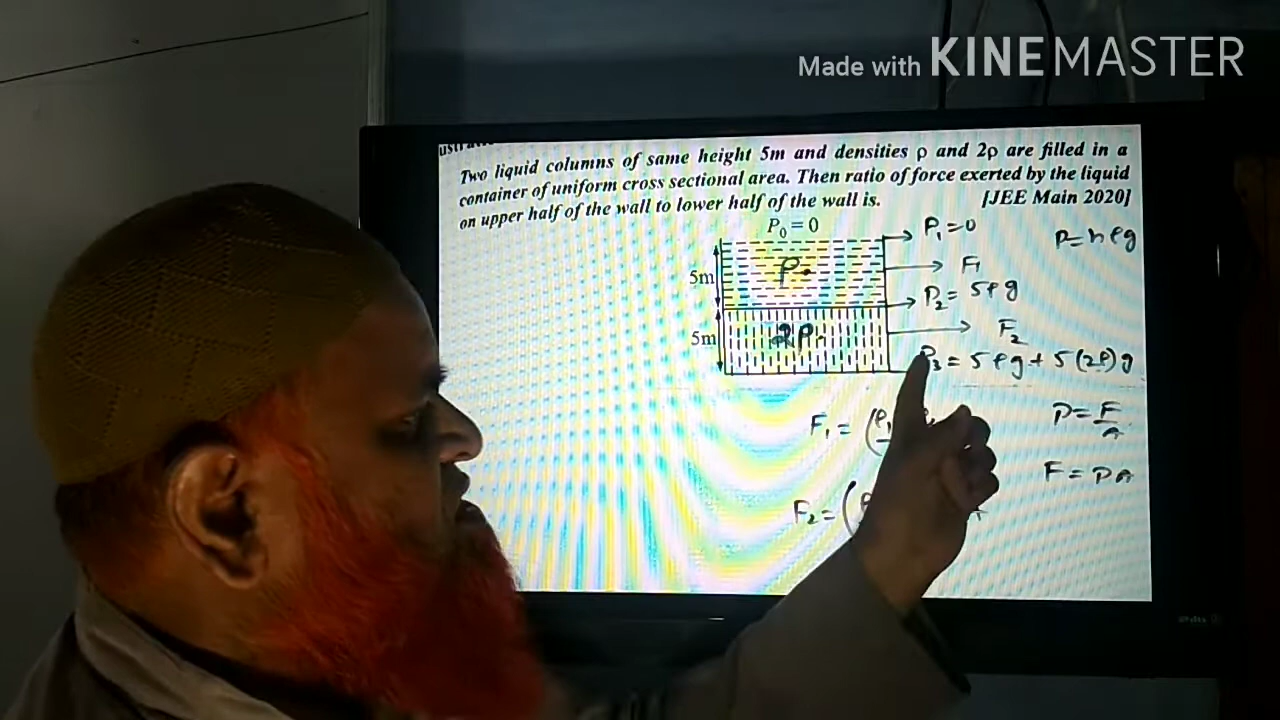 Made with KINEMASTER
Two liquid columns of same height 5m and densities ρ and 2ρ are filled in a
container of uniform cross sectional area. Then ratio of force exerted by the liquid
on upper half of the wall to lower half of the wall is. [JEE Main 2020]
P₀ = 0
P₁ = 0
P = hρg
5m
ρ
F₁
P₂ = 5ρg
5m
2ρ
F₂
P₃ = 5ρg + 5(2ρ)g
F₁ = (P₁
P = F/A
F₂ = (P
F = PA